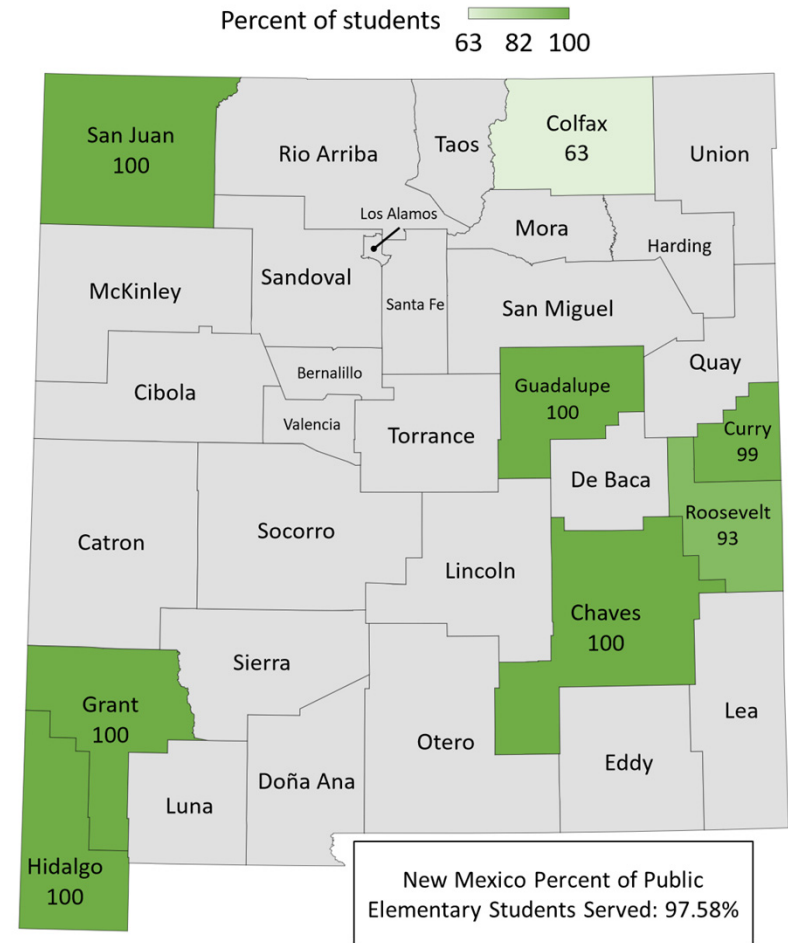 Percent of students
63 82 100
San Juan
100
Rio Arriba
Taos
Colfax
63
Union
Los Alamos
Mora
Harding
McKinley
Sandoval
Santa Fe
San Miguel
Quay
Cibola
Bernalillo
Guadalupe
100
Valencia
Torrance
Curry
99
De Baca
Roosevelt
93
Catron
Socorro
Lincoln
Chaves
100
Sierra
Grant
100
Otero
Lea
Doña Ana
Eddy
Luna
Hidalgo
100
New Mexico Percent of Public
Elementary Students Served: 97.58%